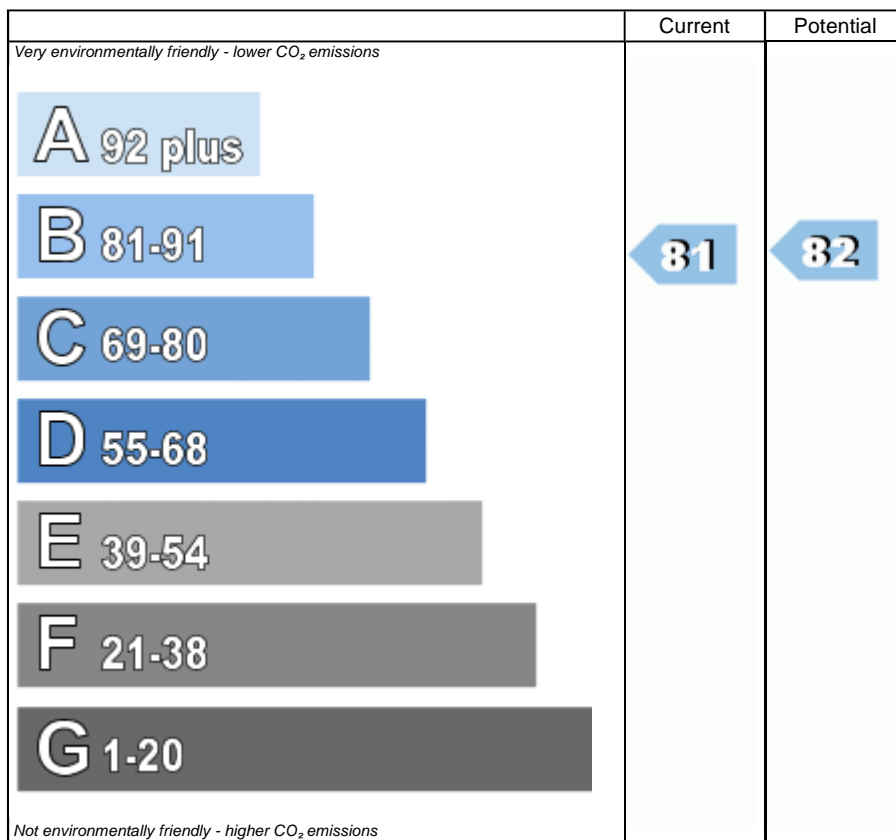 Current Potential
Very environmentally friendly - lower CO₂ emissions
A 92 plus
B 81-91
81 82
C 69-80
D 55-68
E 39-54
F 21-38
G 1-20
Not environmentally friendly - higher CO₂ emissions